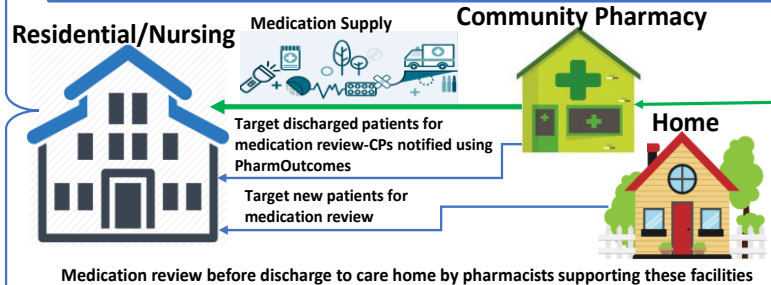 Community Pharmacy
Medication Supply
Residential/Nursing
Home
Target discharged patients for
medication review-CPs notified using
PharmOutcomes
Target new patients for
medication review
Medication review before discharge to care home by pharmacists supporting these facilities